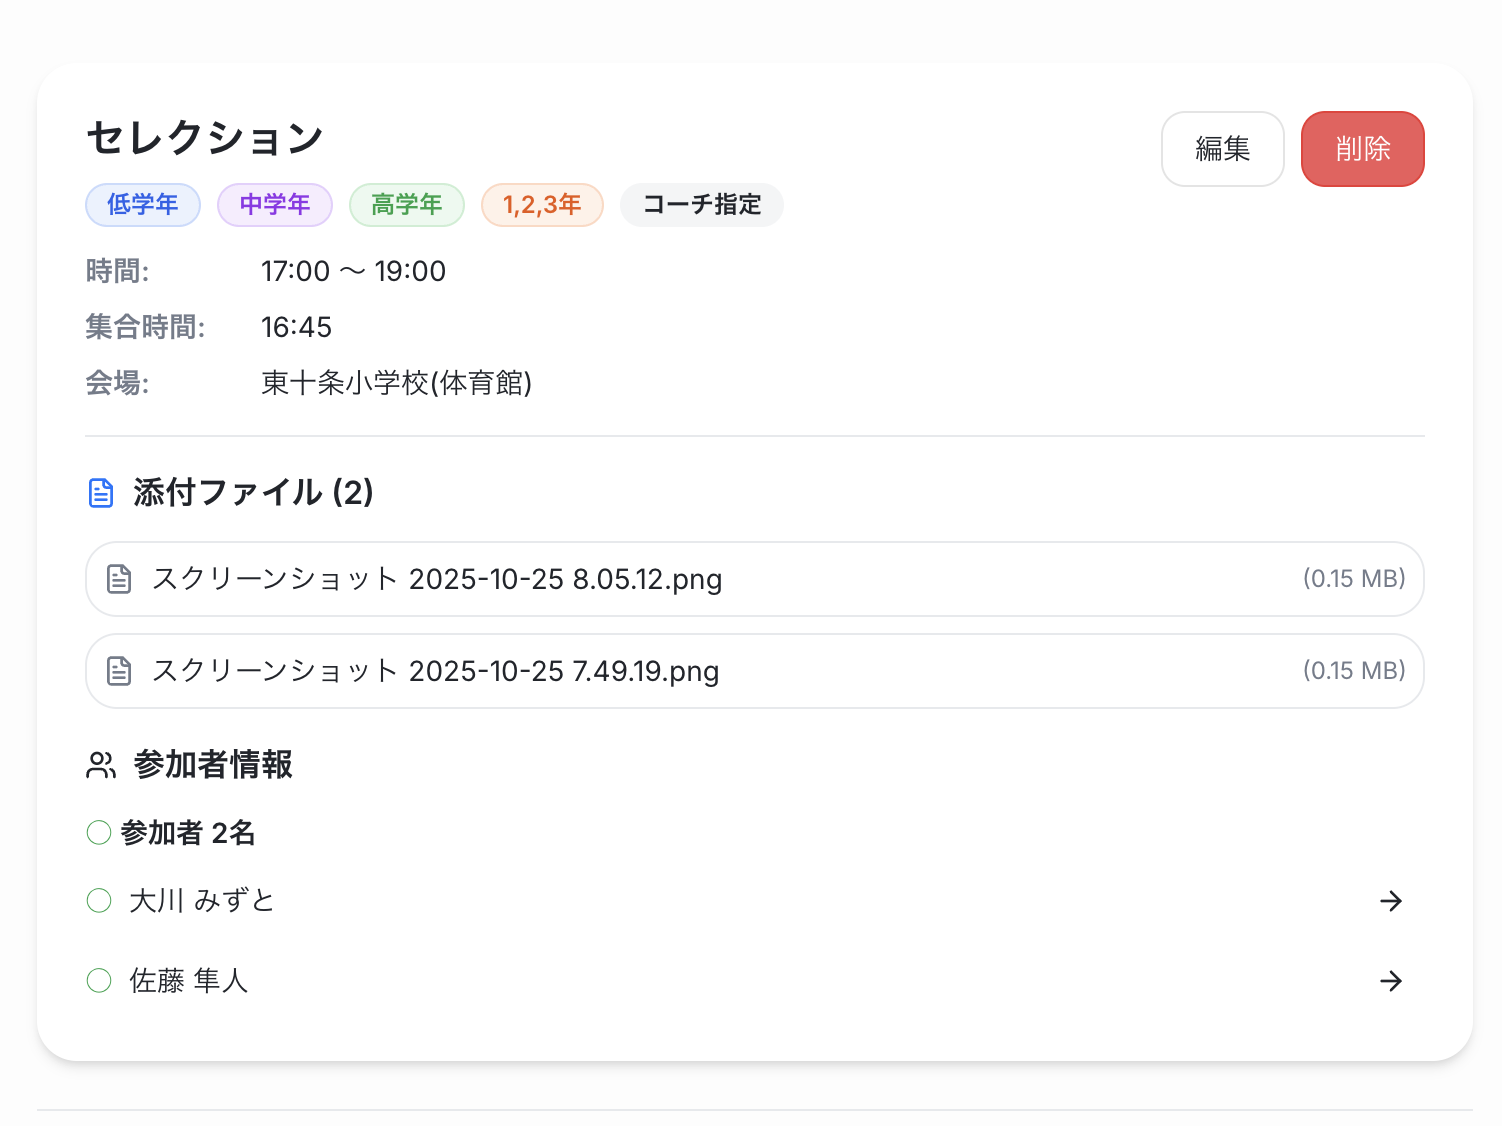 セレクション
編集 削除
低学年 中学年 高学年 1,2,3年 コーチ指定
時間: 17:00 〜 19:00
集合時間: 16:45
会場: 東十条小学校(体育館)
添付ファイル (2)
スクリーンショット 2025-10-25 8.05.12.png (0.15 MB)
スクリーンショット 2025-10-25 7.49.19.png (0.15 MB)
参加者情報
◯ 参加者 2名
◯ 大川 みずと →
◯ 佐藤 隼人 →